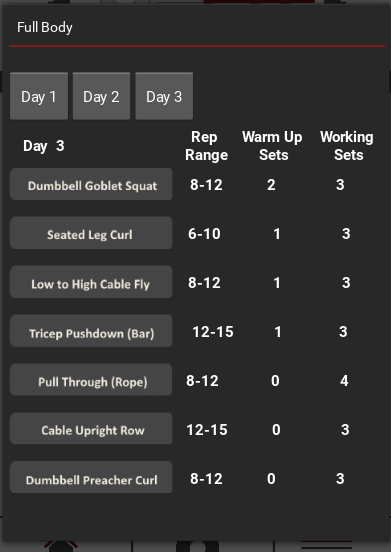 Full Body
Day 1 Day 2 Day 3
Day 3 Rep Range Warm Up Sets Working Sets
Dumbbell Goblet Squat 8-12 2 3
Seated Leg Curl 6-10 1 3
Low to High Cable Fly 8-12 1 3
Tricep Pushdown (Bar) 12-15 1 3
Pull Through (Rope) 8-12 0 4
Cable Upright Row 12-15 0 3
Dumbbell Preacher Curl 8-12 0 3